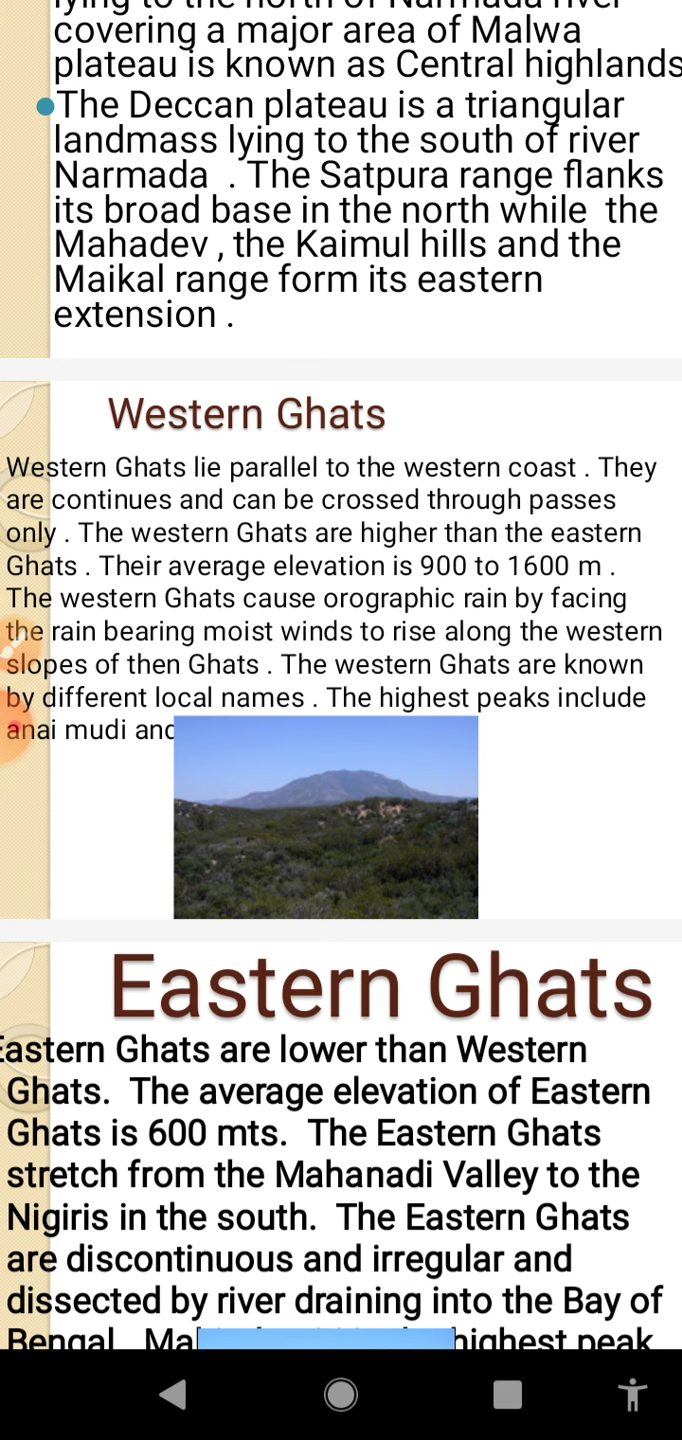 covering a major area of Malwa
plateau is known as Central highlands
The Deccan plateau is a triangular
landmass lying to the south of river
Narmada . The Satpura range flanks
its broad base in the north while the
Mahadev , the Kaimul hills and the
Maikal range form its eastern
extension .
Western Ghats
Western Ghats lie parallel to the western coast . They
are continues and can be crossed through passes
only . The western Ghats are higher than the eastern
Ghats . Their average elevation is 900 to 1600 m .
The western Ghats cause orographic rain by facing
the rain bearing moist winds to rise along the western
slopes of then Ghats . The western Ghats are known
by different local names . The highest peaks include
anai mudi and
Eastern Ghats
Eastern Ghats are lower than Western
Ghats. The average elevation of Eastern
Ghats is 600 mts. The Eastern Ghats
stretch from the Mahanadi Valley to the
Nigiris in the south. The Eastern Ghats
are discontinuous and irregular and
dissected by river draining into the Bay of
Bengal. highest peak